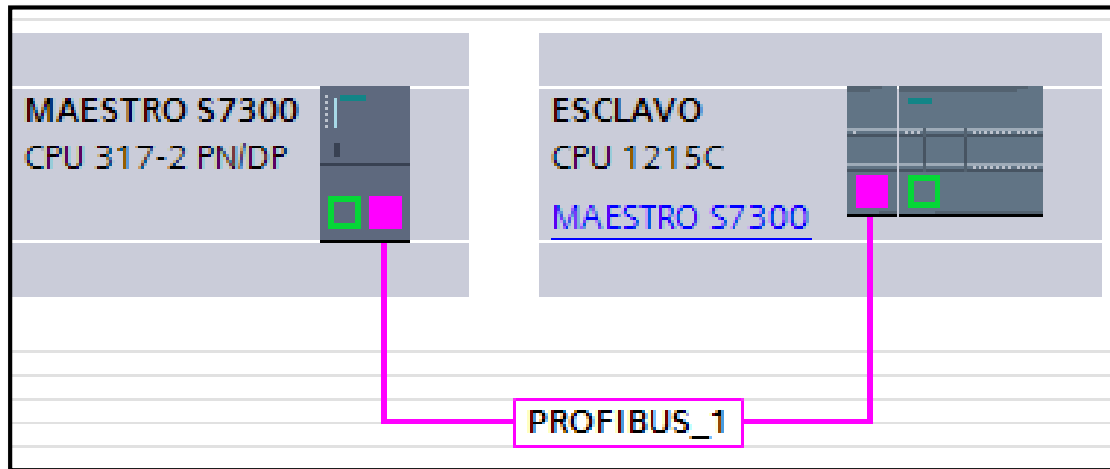 MAESTRO S7300
CPU 317-2 PN/DP
ESCLAVO
CPU 1215C
MAESTRO S7300
PROFIBUS_1